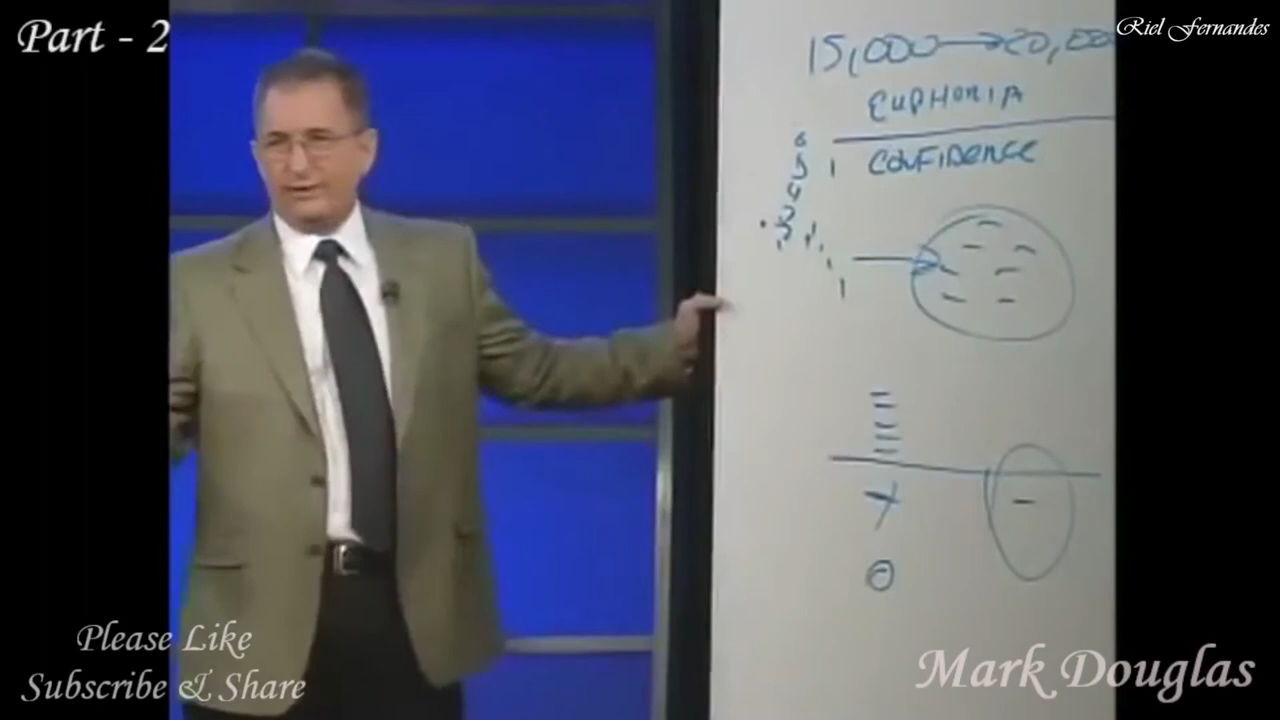 Part - 2
Riel Fernandes
15,000
EUPHORIA
CONFIDENCE
Please Like
Subscribe & Share
Mark Douglas